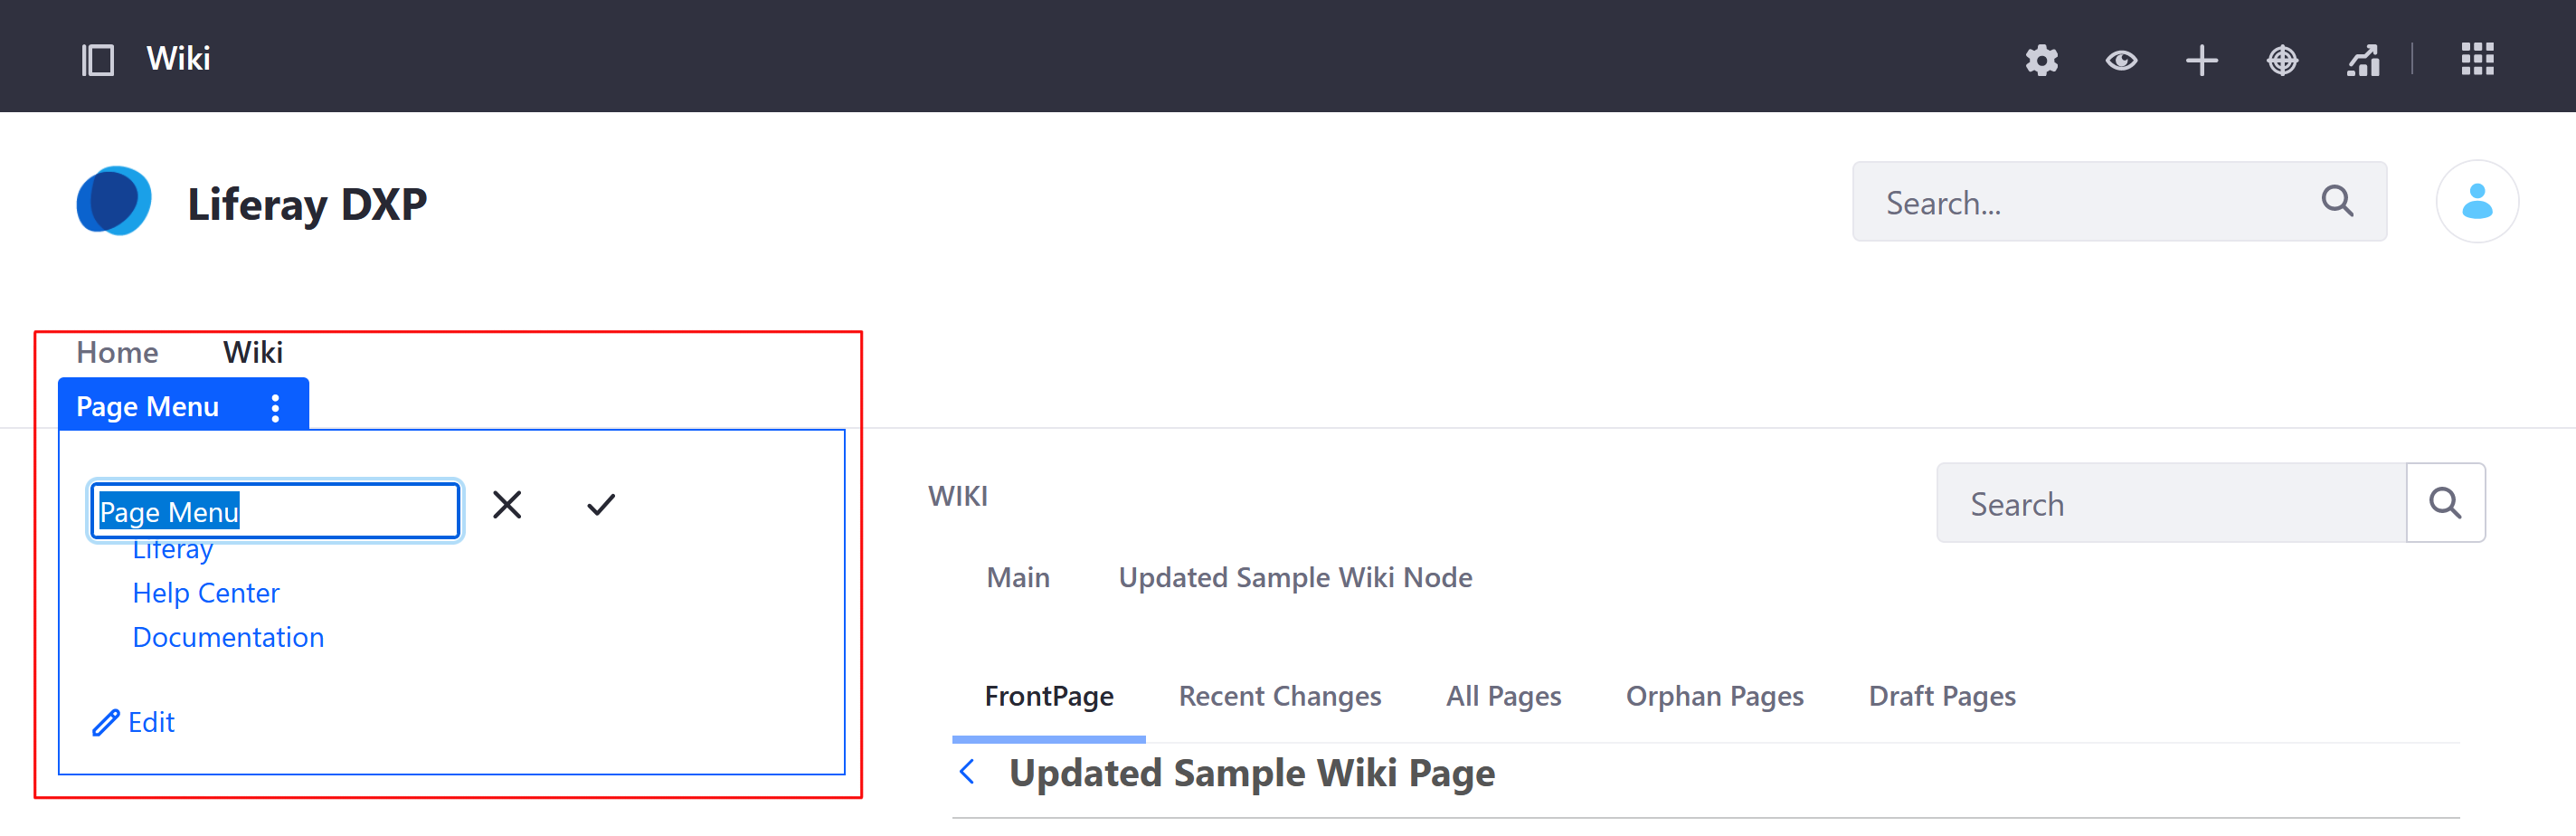 Wiki
Liferay DXP
Search...
Home Wiki
Page Menu
Page Menu
Liferay
Help Center
Documentation
Edit
WIKI
Search
Main Updated Sample Wiki Node
FrontPage Recent Changes All Pages Orphan Pages Draft Pages
Updated Sample Wiki Page